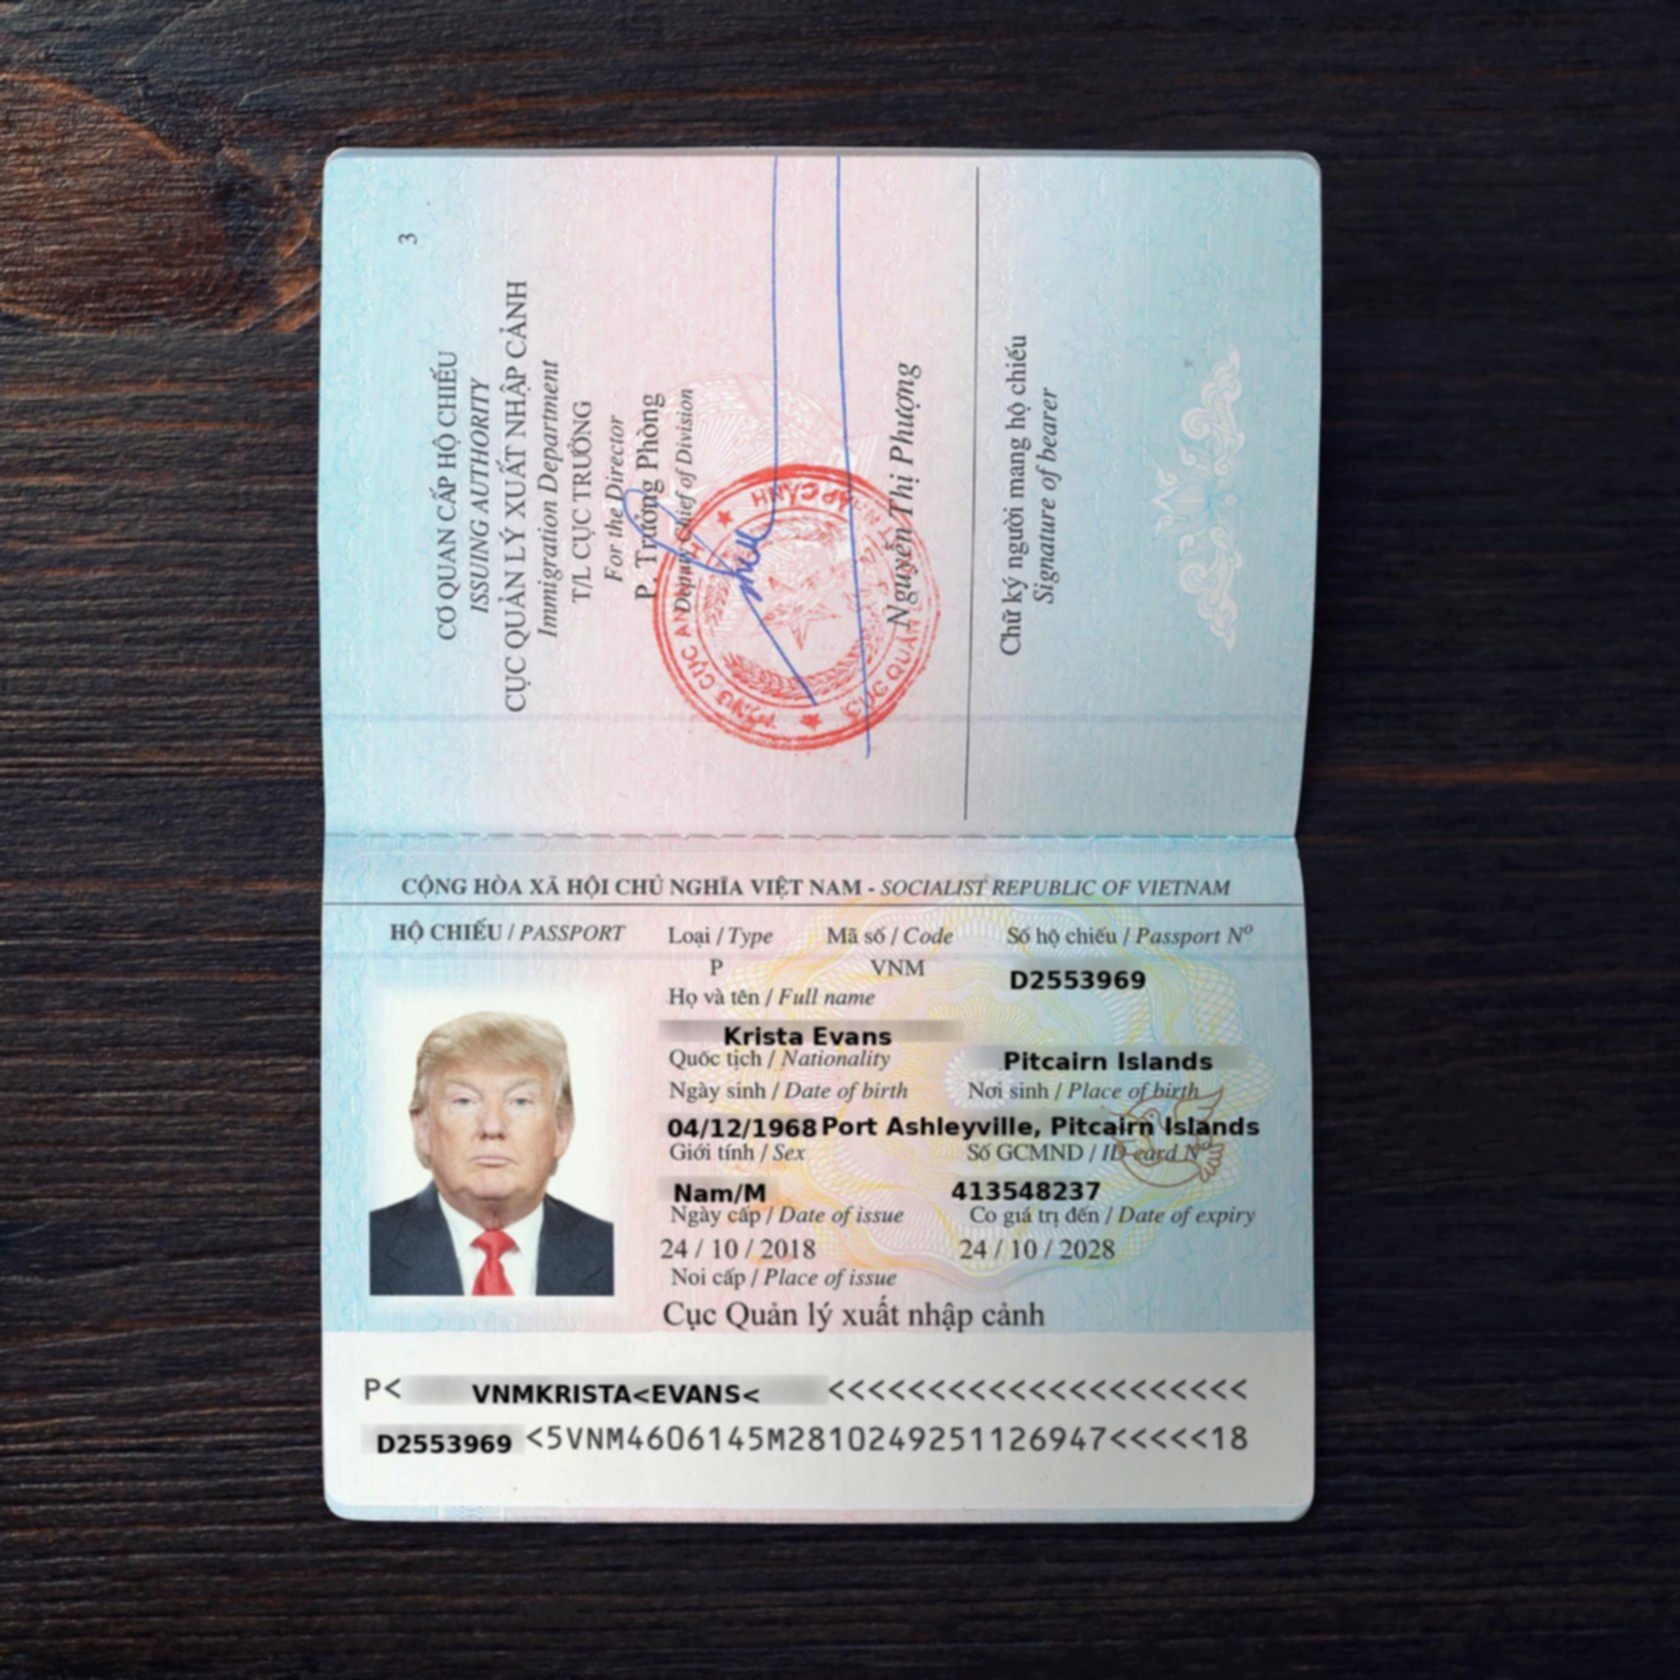 3
CƠ QUAN CẤP HỘ CHIẾU
ISSUING AUTHORITY
CỤC QUẢN LÝ XUẤT NHẬP CẢNH
Immigration Department
T/L CỤC TRƯỞNG
For the Director
P. Trưởng Phòng
Deputy Chief of Division
Nguyễn Thị Phượng
Chữ ký người mang hộ chiếu
Signature of bearer
CỘNG HÒA XÃ HỘI CHỦ NGHĨA VIỆT NAM - SOCIALIST REPUBLIC OF VIETNAM
HỘ CHIẾU / PASSPORT
Loại / Type Mã số / Code Số hộ chiếu / Passport Nº
P VNM D2553969
Họ và tên / Full name
Krista Evans
Quốc tịch / Nationality Pitcairn Islands
Ngày sinh / Date of birth Nơi sinh / Place of birth
04/12/1968 Port Ashleyville, Pitcairn Islands
Giới tính / Sex Số GCMND / ID card Nº
Nam/M 413548237
Ngày cấp / Date of issue Co giá trị đến / Date of expiry
24 / 10 / 2018 24 / 10 / 2028
Noi cấp / Place of issue
Cục Quản lý xuất nhập cảnh
P< VNMKRISTA<EVANS< <<<<<<<<<<<<<<<<<<<<<<
D2553969 <5VNM4606145M2810249251126947<<<<<18